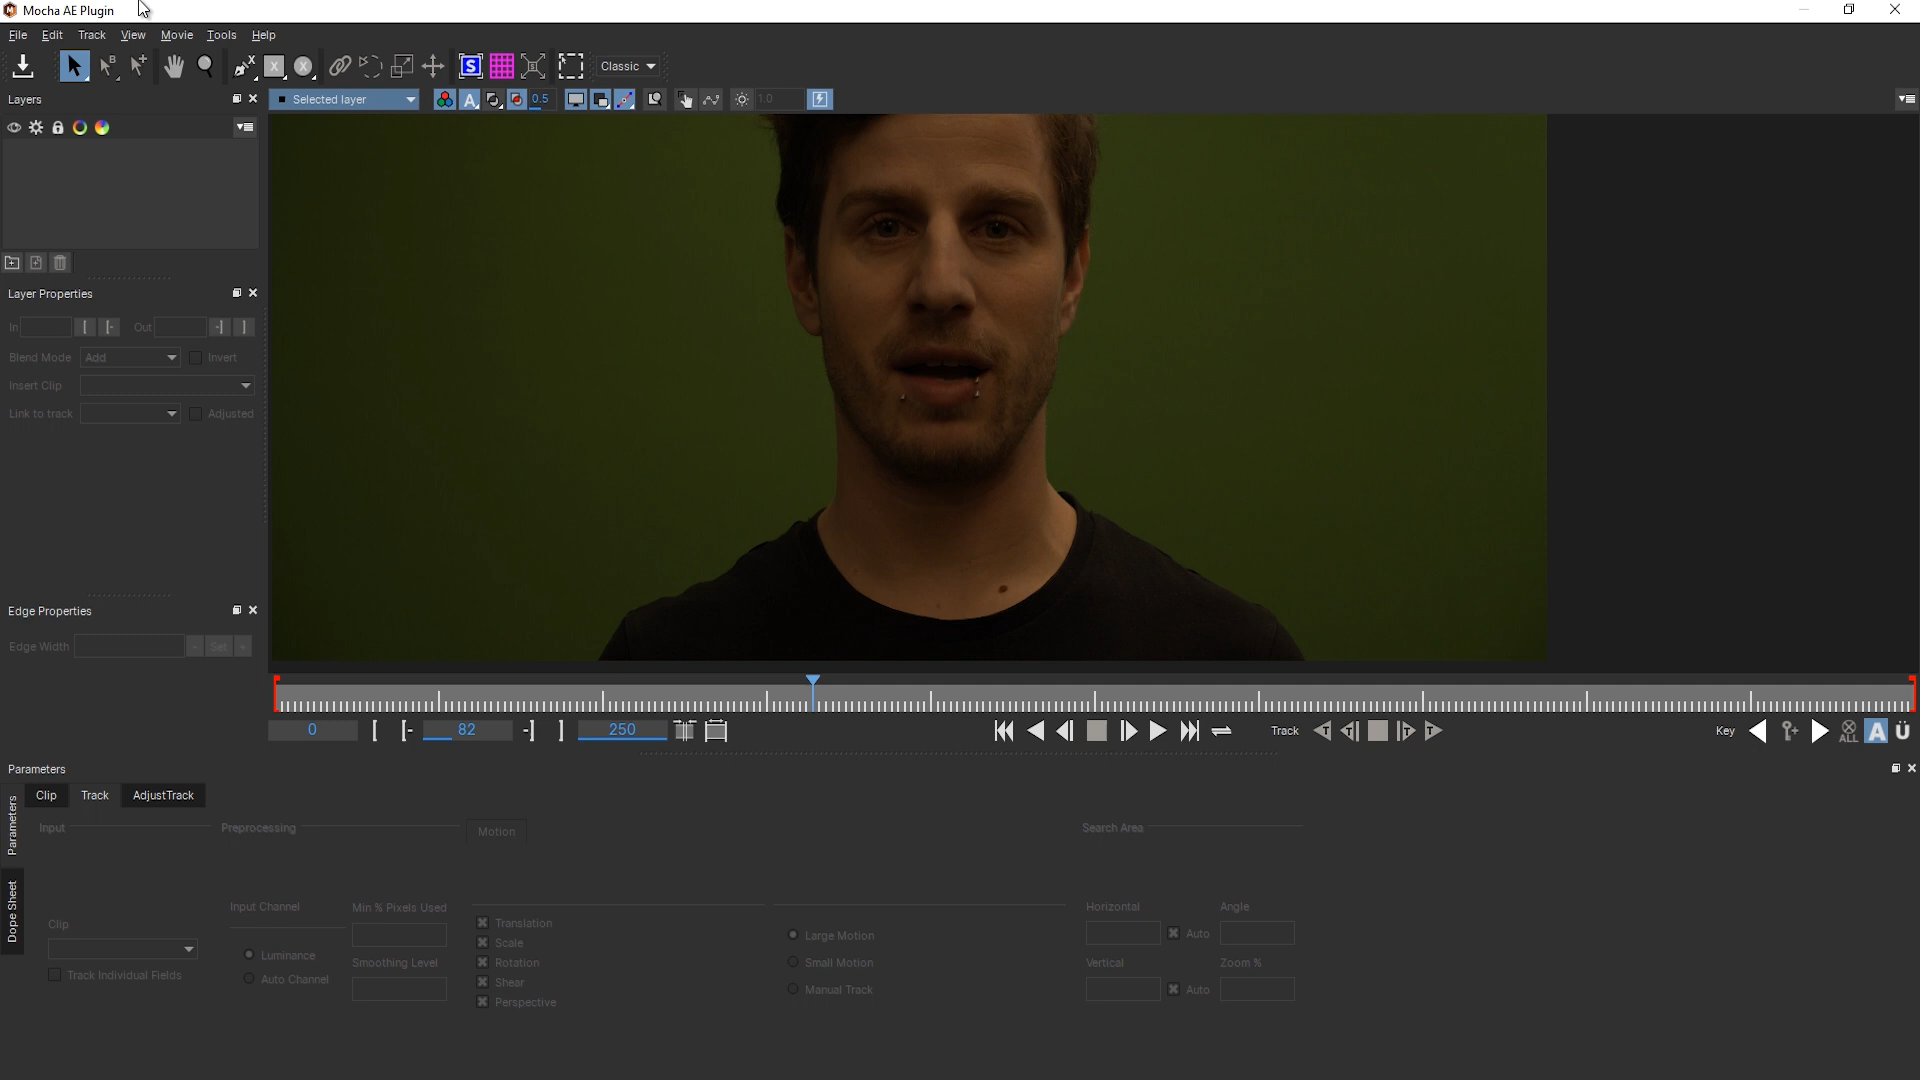 Mocha AE Plugin
File Edit Track View Movie Tools Help
Classic
Layers
Selected layer
A
0.5
1.0
Layer Properties
In
Out
Blend Mode Add Invert
Insert Clip
Link to track Adjusted
Edge Properties
Edge Width - Set +
0 82 250
Track
Key
ALL
A
Ü
Parameters
Clip Track AdjustTrack
Parameters
Dope Sheet
Input
Preprocessing
Motion
Search Area
Input Channel
Min % Pixels Used
Horizontal
Angle
Clip
Translation
Auto
Large Motion
Scale
Luminance
Smoothing Level
Rotation
Small Motion
Vertical
Zoom %
Track Individual Fields
Auto Channel
Shear
Manual Track
Auto
Perspective